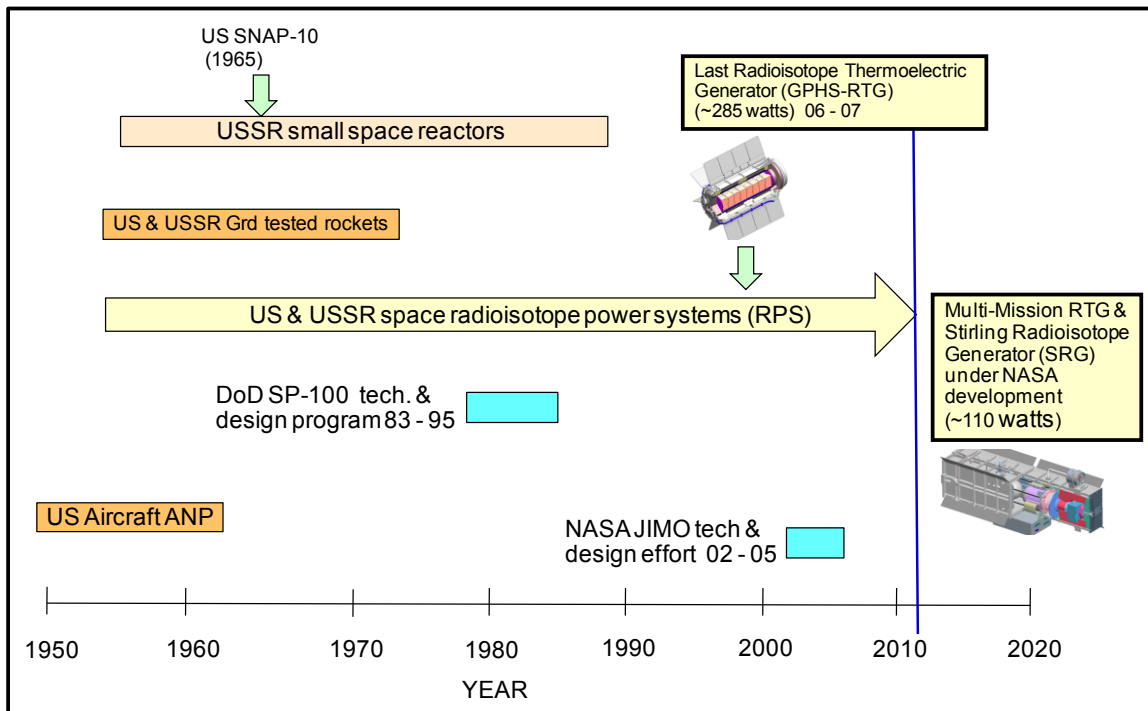 US SNAP-10
(1965)
Last Radioisotope Thermoelectric
Generator (GPHS-RTG)
(~285 watts) 06 - 07
USSR small space reactors
US & USSR Grd tested rockets
US & USSR space radioisotope power systems (RPS)
Multi-Mission RTG &
Stirling Radioisotope
Generator (SRG)
under NASA
development
(~110 watts)
DoD SP-100 tech. &
design program 83 - 95
US Aircraft ANP
NASA JIMO tech &
design effort 02 - 05
1950 1960 1970 1980 1990 2000 2010 2020
YEAR